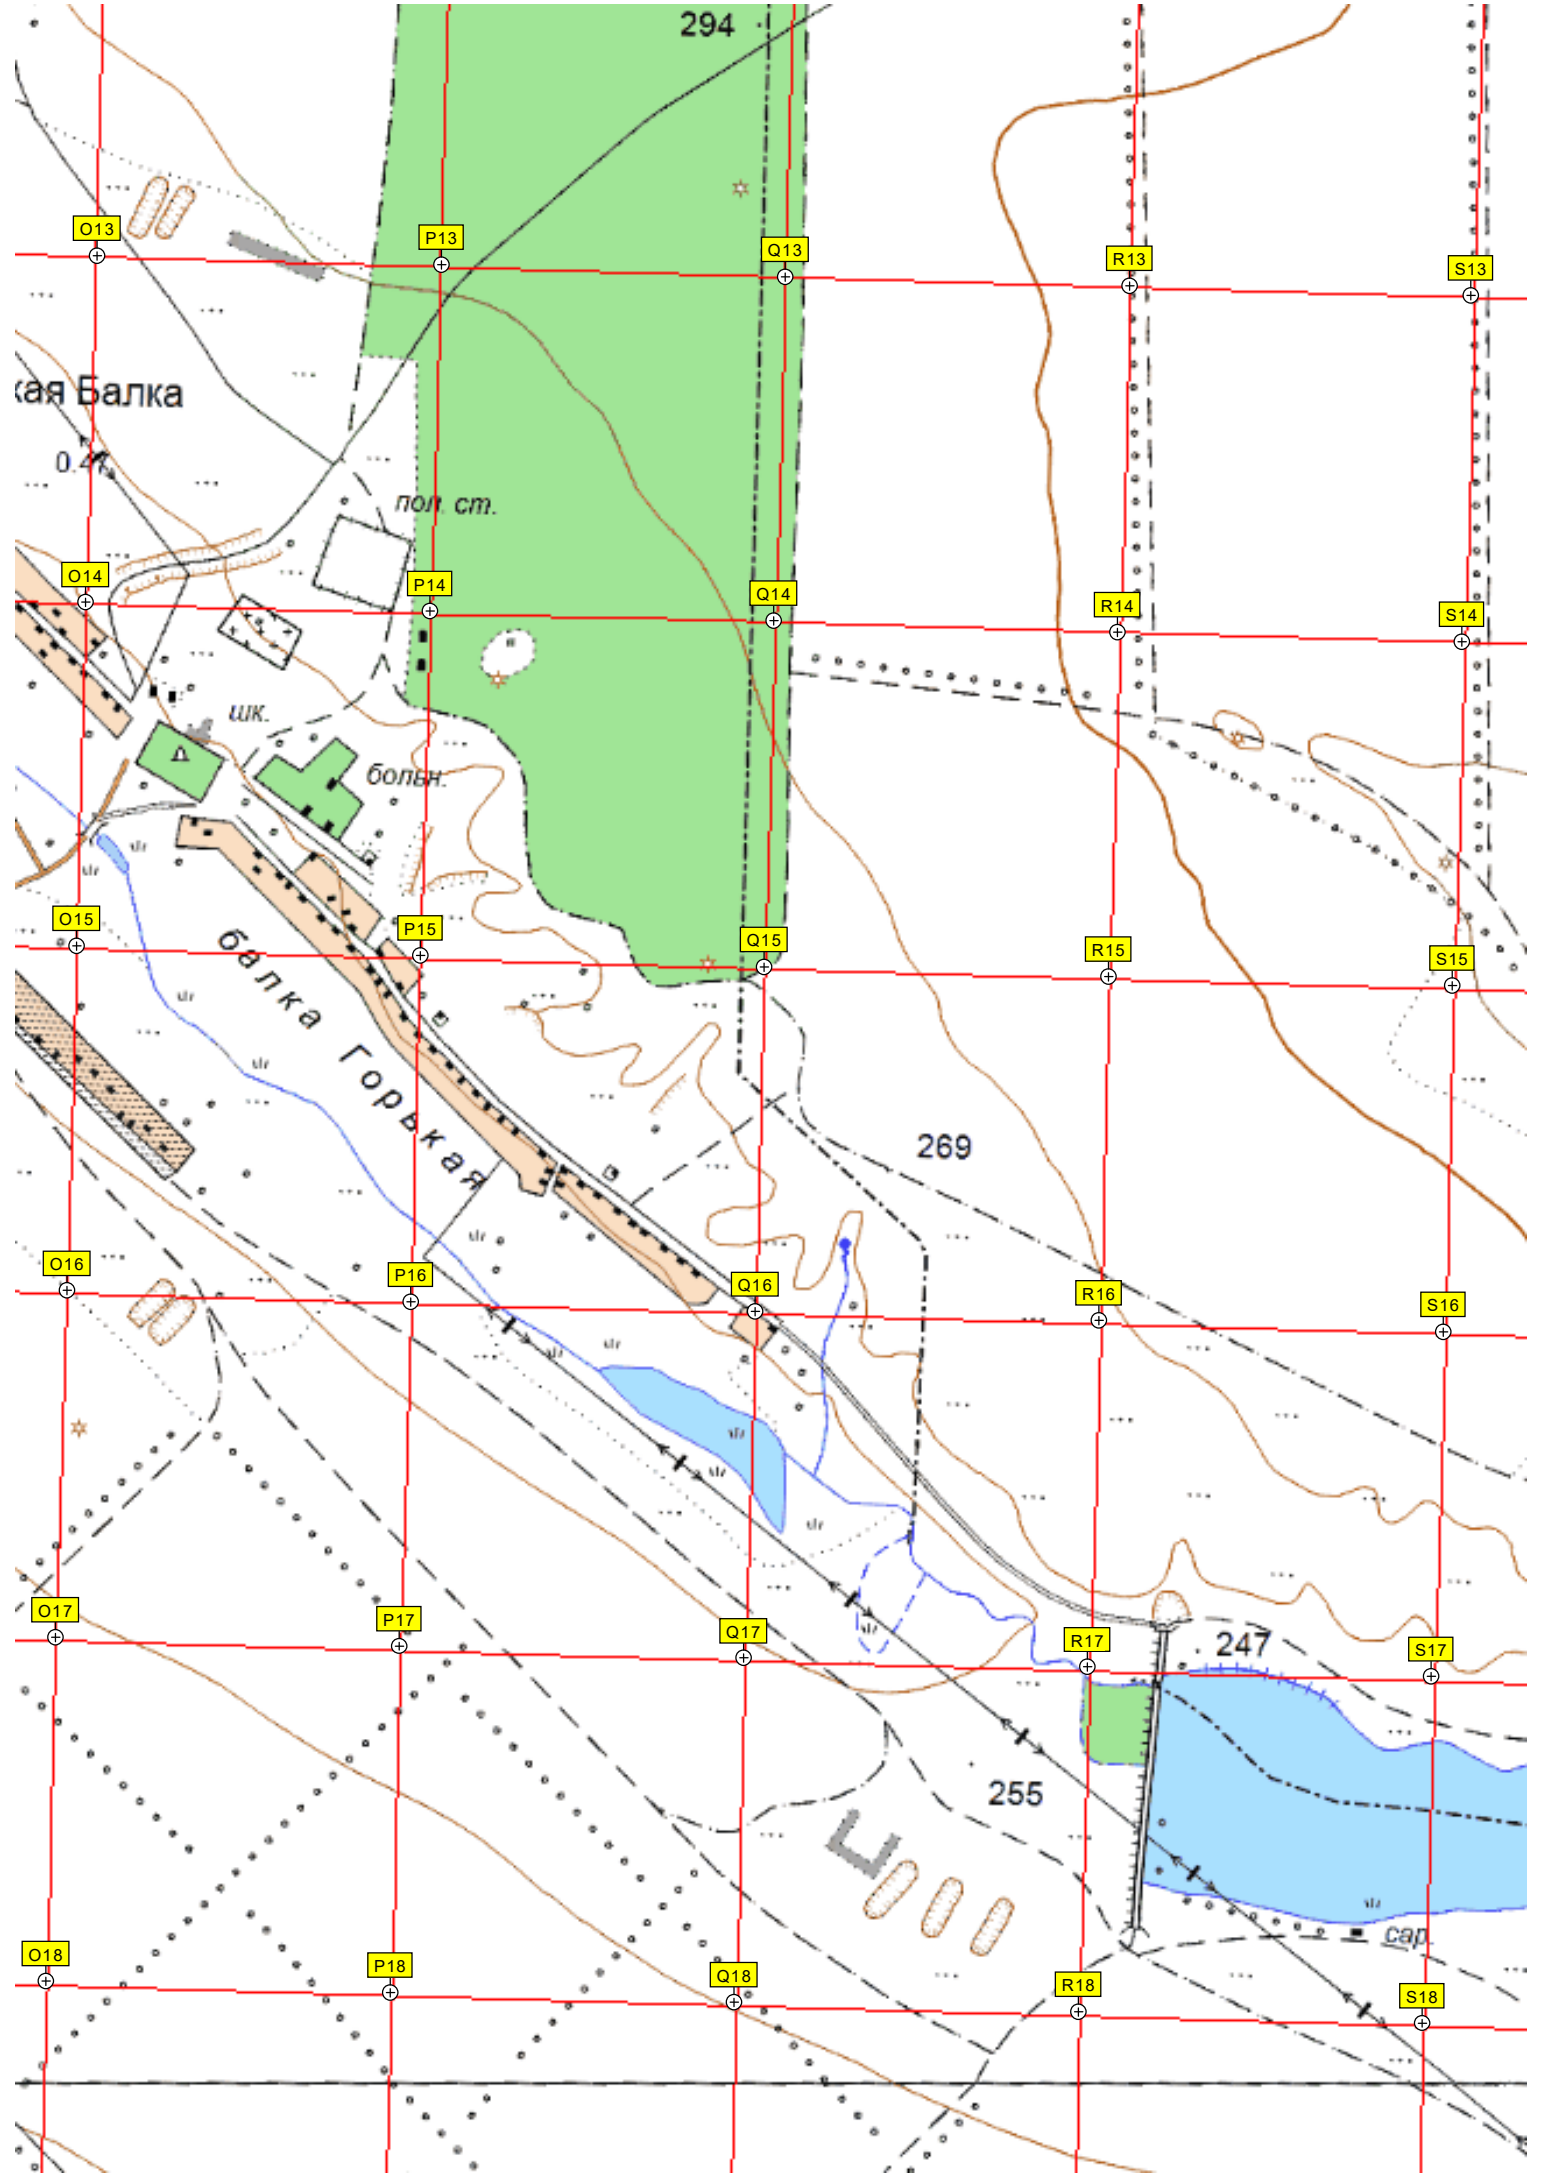 294
O13
P13
Q13
R13
S13
кая Балка
0.47
пол. ст.
O14
P14
Q14
R14
S14
шк.
больн.
O15
P15
Q15
R15
S15
балка Горькая
269
O16
P16
Q16
R16
S16
O17
P17
Q17
R17
S17
247
255
сар.
O18
P18
Q18
R18
S18